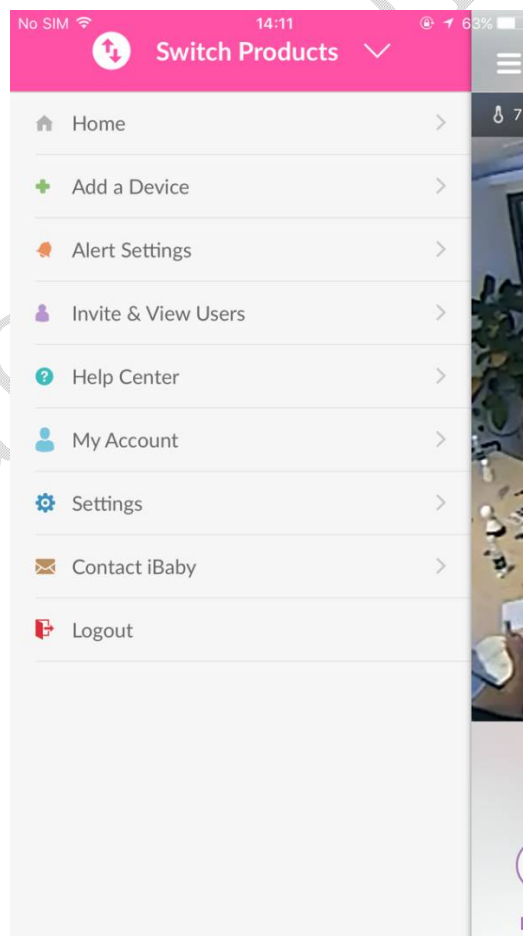 No SIM 14:11 63%
Switch Products
7
Home
Add a Device
Alert Settings
Invite & View Users
Help Center
My Account
Settings
Contact iBaby
Logout